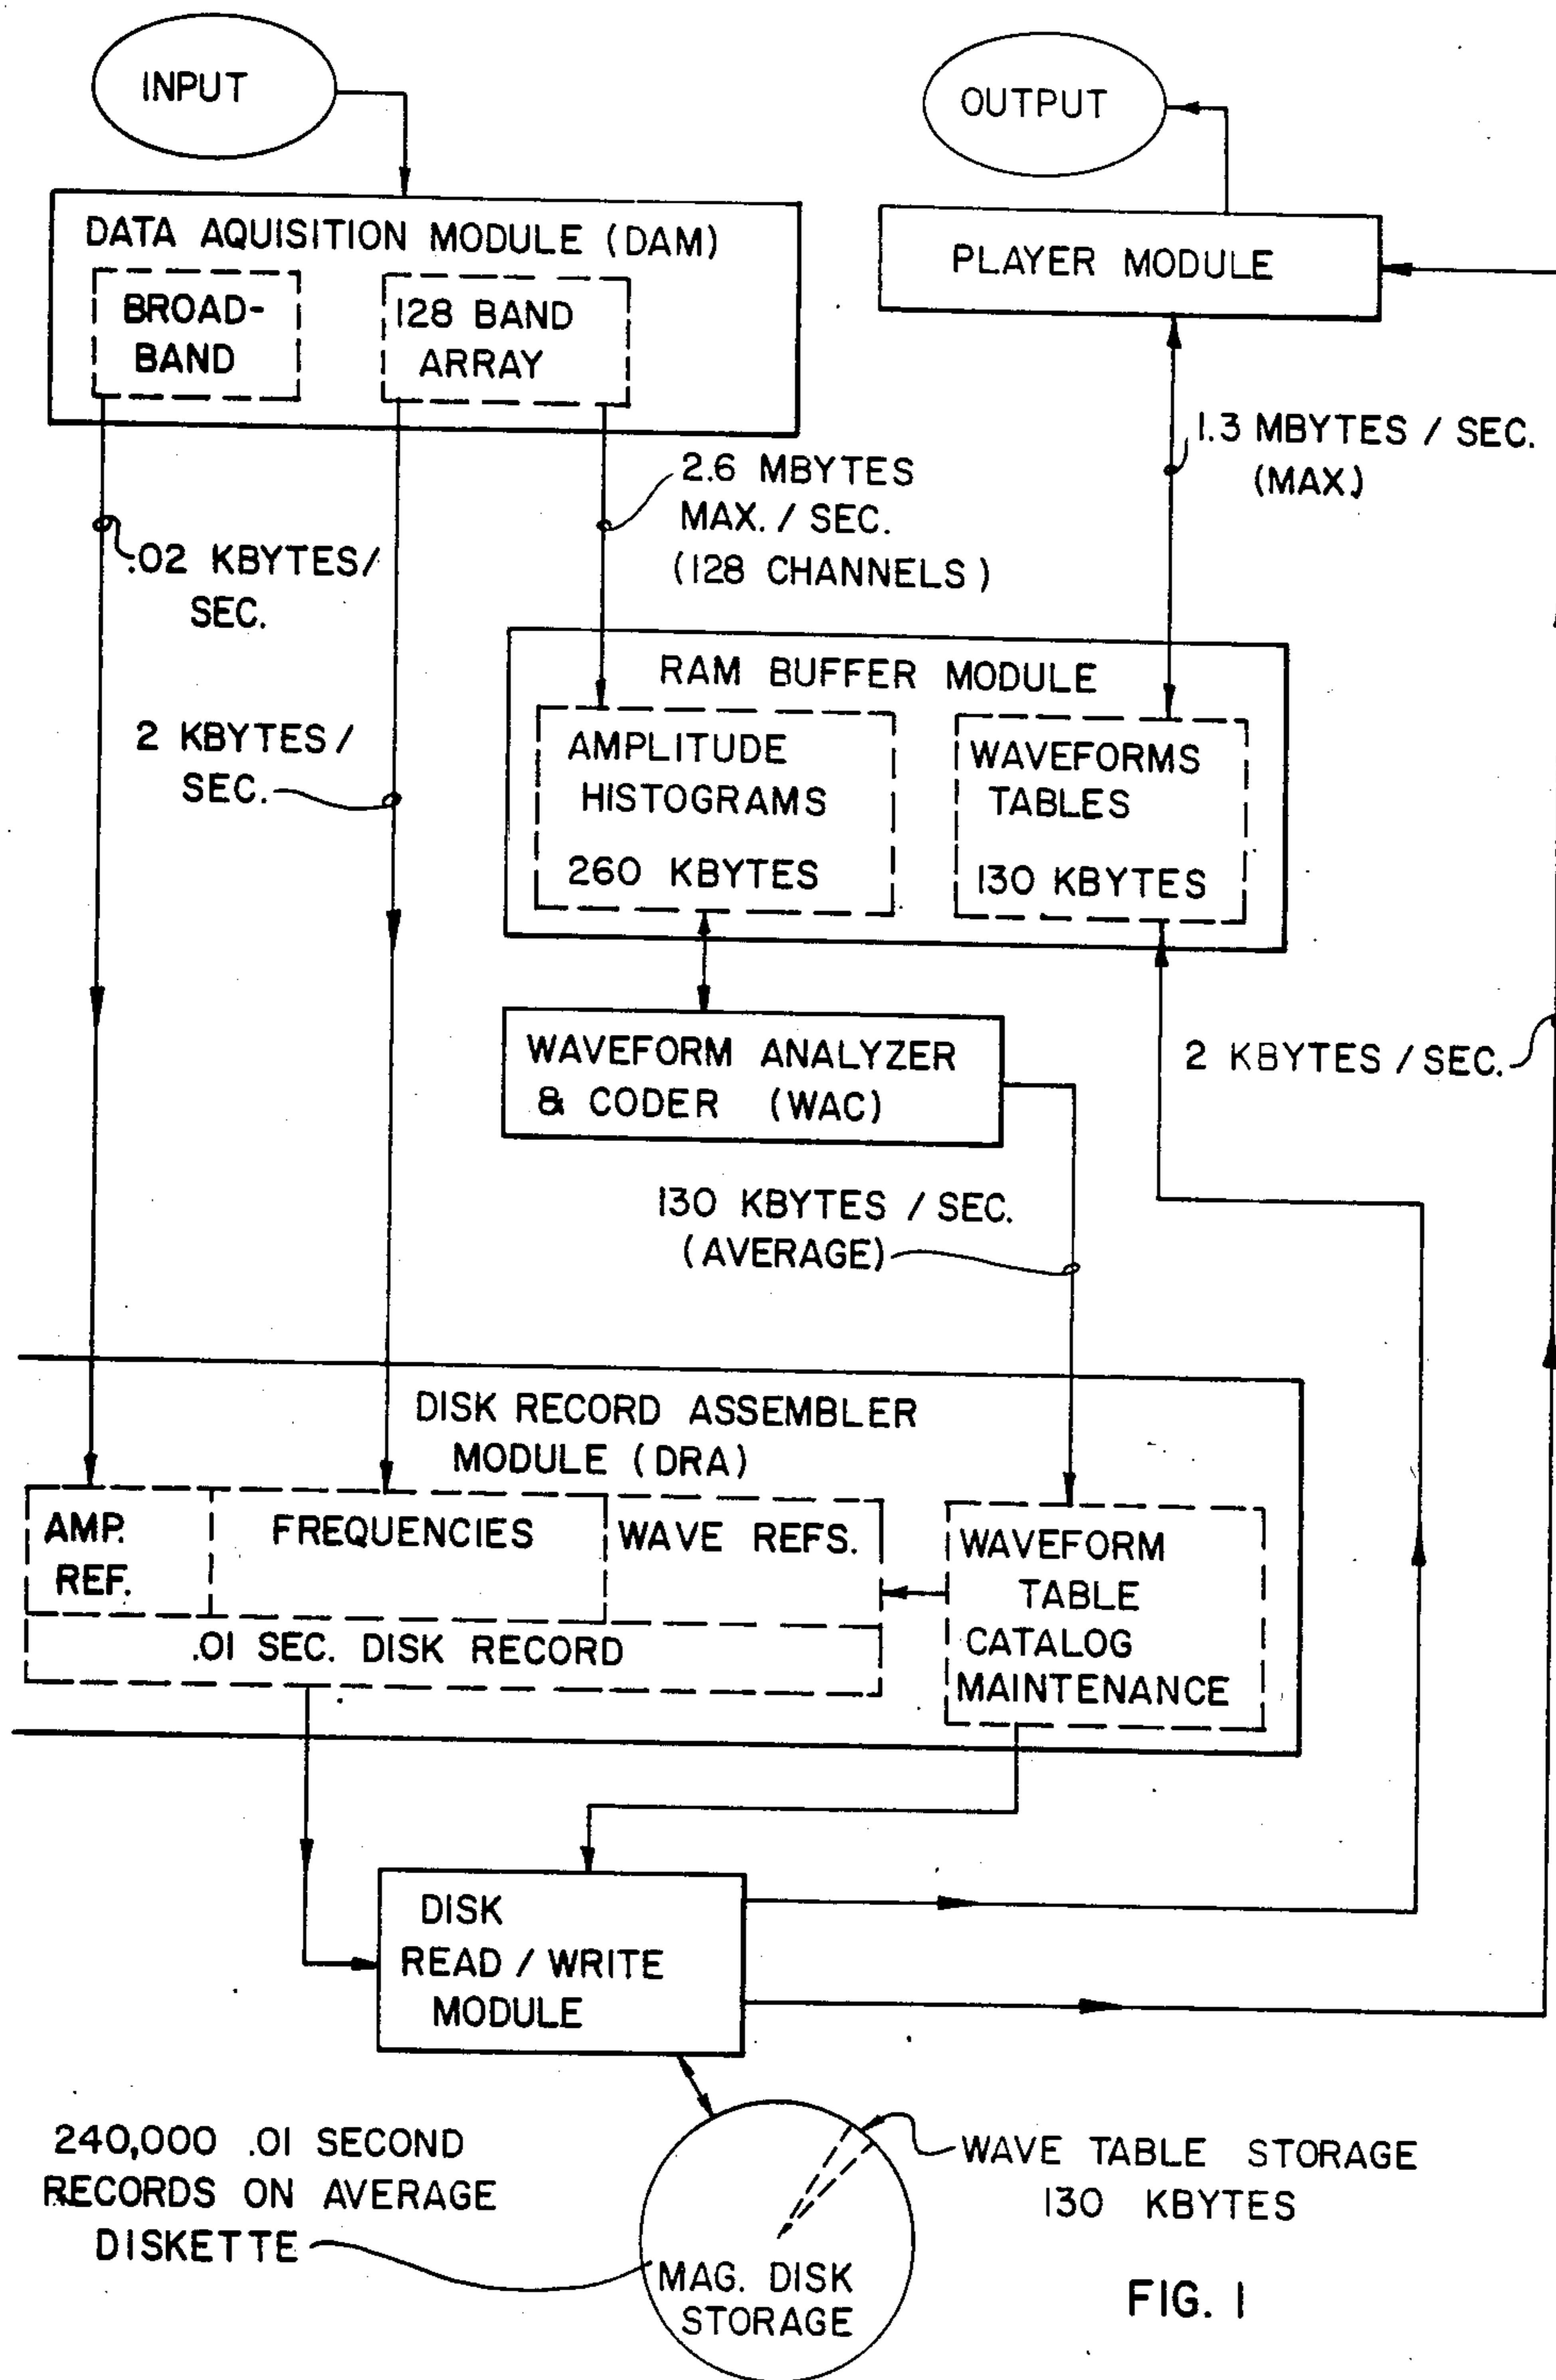 INPUT
OUTPUT
DATA AQUISITION MODULE (DAM)
BROAD-
BAND
128 BAND
ARRAY
PLAYER MODULE
.02 KBYTES/
SEC.
2.6 MBYTES
MAX. / SEC.
(128 CHANNELS)
1.3 MBYTES / SEC.
(MAX.)
2 KBYTES /
SEC.
RAM BUFFER MODULE
AMPLITUDE
HISTOGRAMS
260 KBYTES
WAVEFORMS
TABLES
130 KBYTES
WAVEFORM ANALYZER
& CODER (WAC)
2 KBYTES / SEC.
130 KBYTES / SEC.
(AVERAGE)
DISK RECORD ASSEMBLER
MODULE (DRA)
AMP.
REF.
FREQUENCIES
WAVE REFS.
.01 SEC. DISK RECORD
WAVEFORM
TABLE
CATALOG
MAINTENANCE
DISK
READ / WRITE
MODULE
240,000 .01 SECOND
RECORDS ON AVERAGE
DISKETTE
MAG. DISK
STORAGE
WAVE TABLE STORAGE
130 KBYTES
FIG. 1